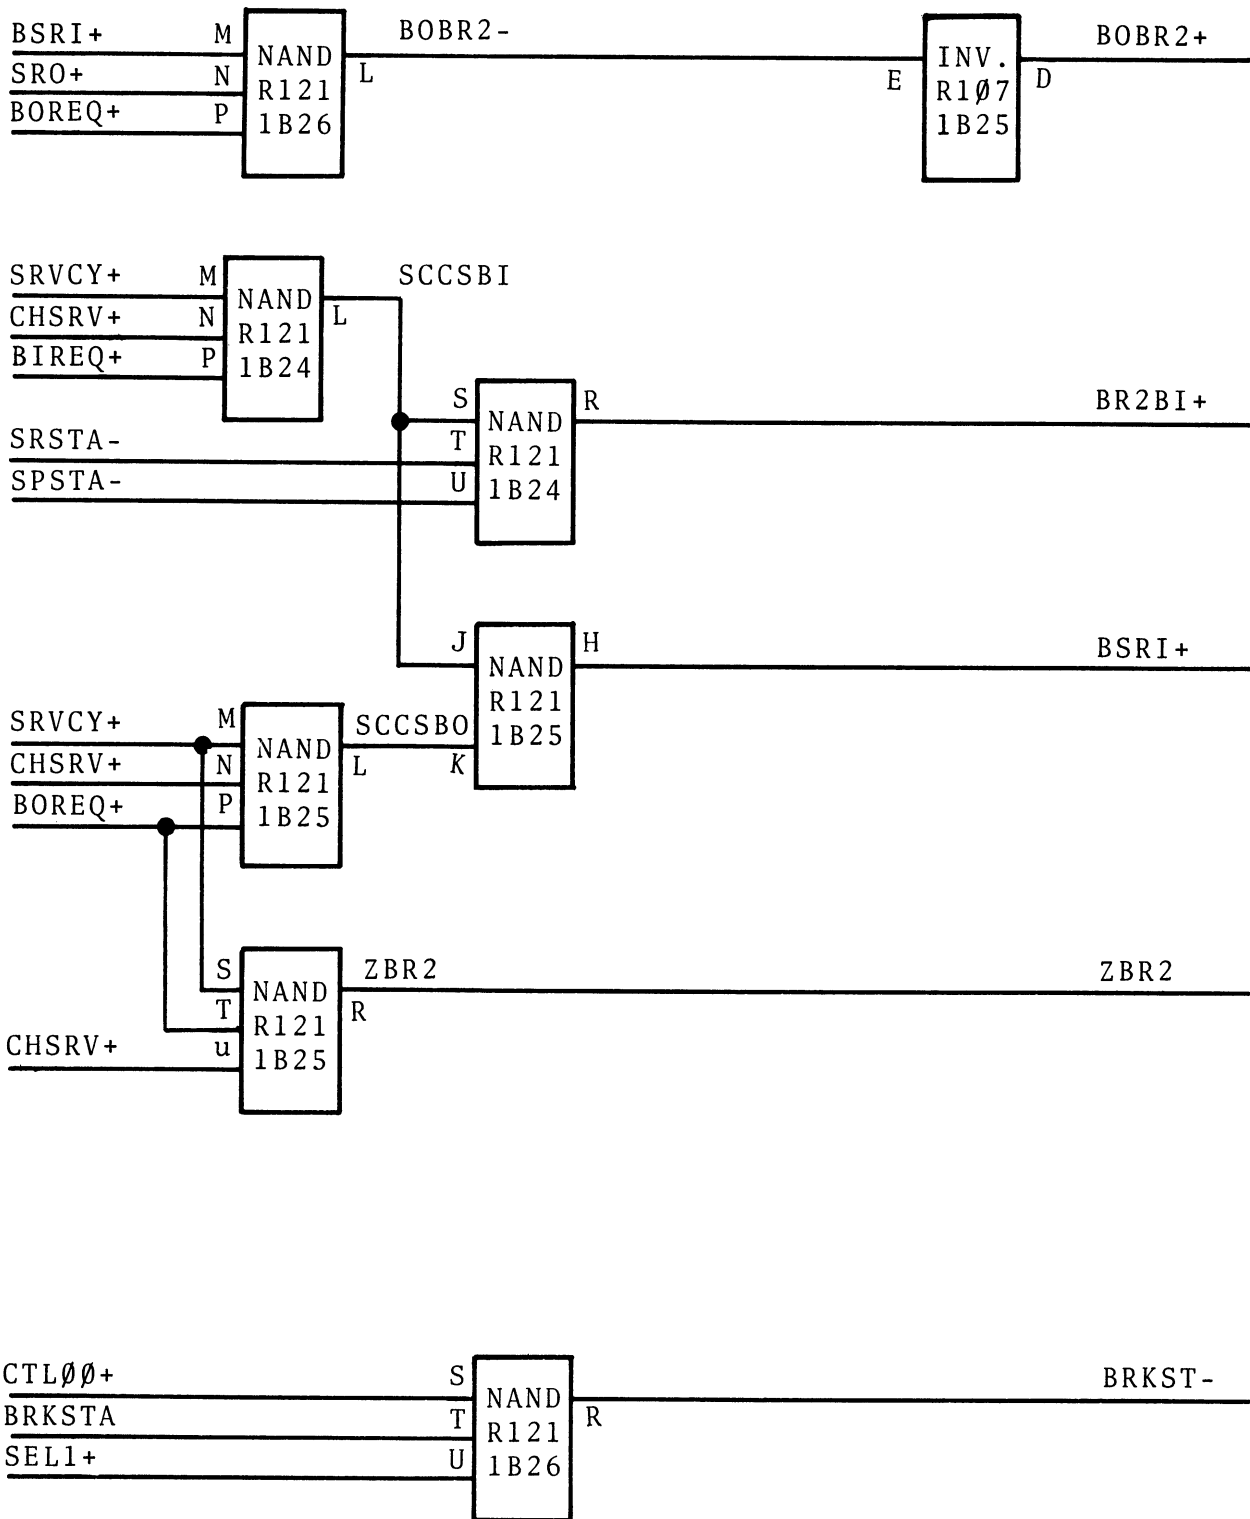 BSRI+ M
SRO+ N
BOREQ+ P
NAND
R121
1B26
L
BOBR2-
E
INV.
R1Ø7
1B25
D
BOBR2+
SRVCY+ M
CHSRV+ N
BIREQ+ P
NAND
R121
1B24
L
SCCSBI
SRSTA-
SPSTA-
S
T
U
NAND
R121
1B24
R
BR2BI+
J
K
NAND
R121
1B25
H
BSRI+
SRVCY+ M
CHSRV+ N
BOREQ+ P
NAND
R121
1B25
L
SCCSBO
S
T
CHSRV+ u
NAND
R121
1B25
R
ZBR2
ZBR2
CTLØØ+ S
BRKSTA T
SEL1+ U
NAND
R121
1B26
R
BRKST-